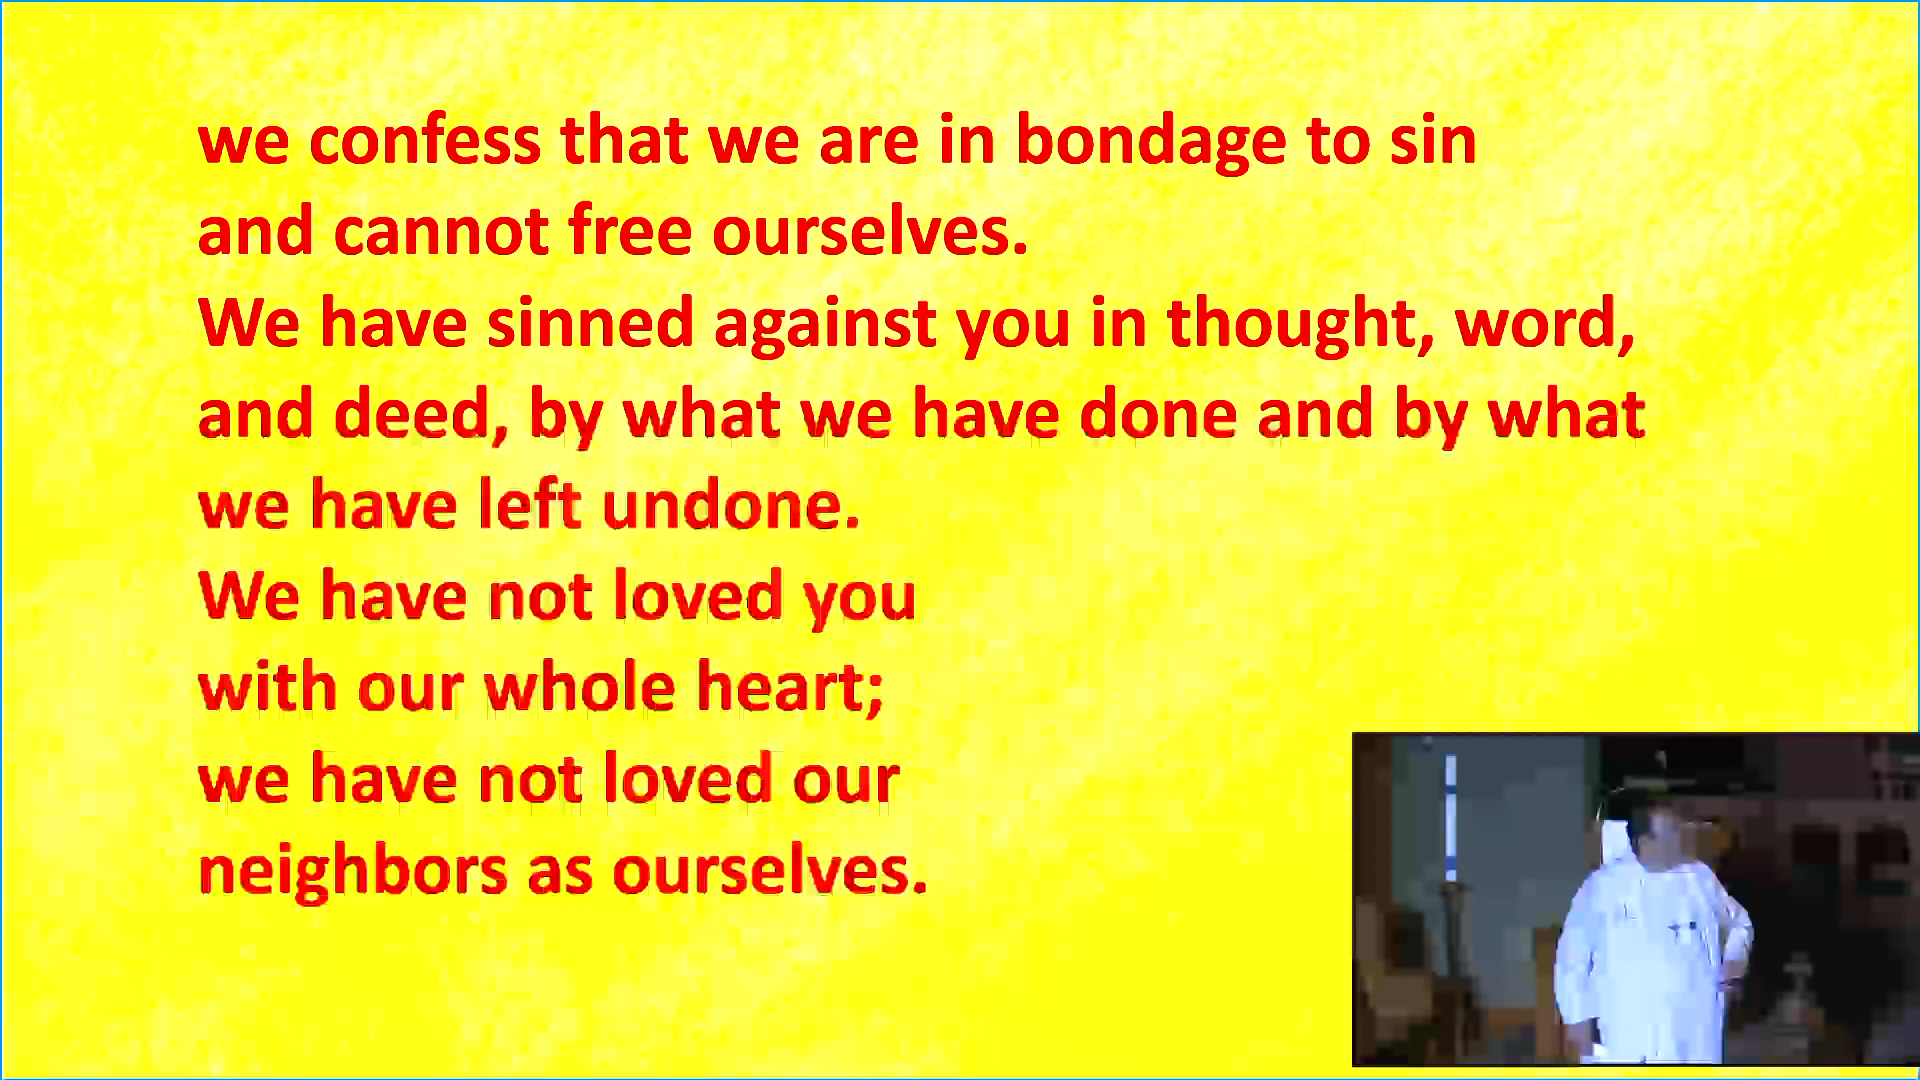 we confess that we are in bondage to sin
and cannot free ourselves.
We have sinned against you in thought, word,
and deed, by what we have done and by what
we have left undone.
We have not loved you
with our whole heart;
we have not loved our
neighbors as ourselves.